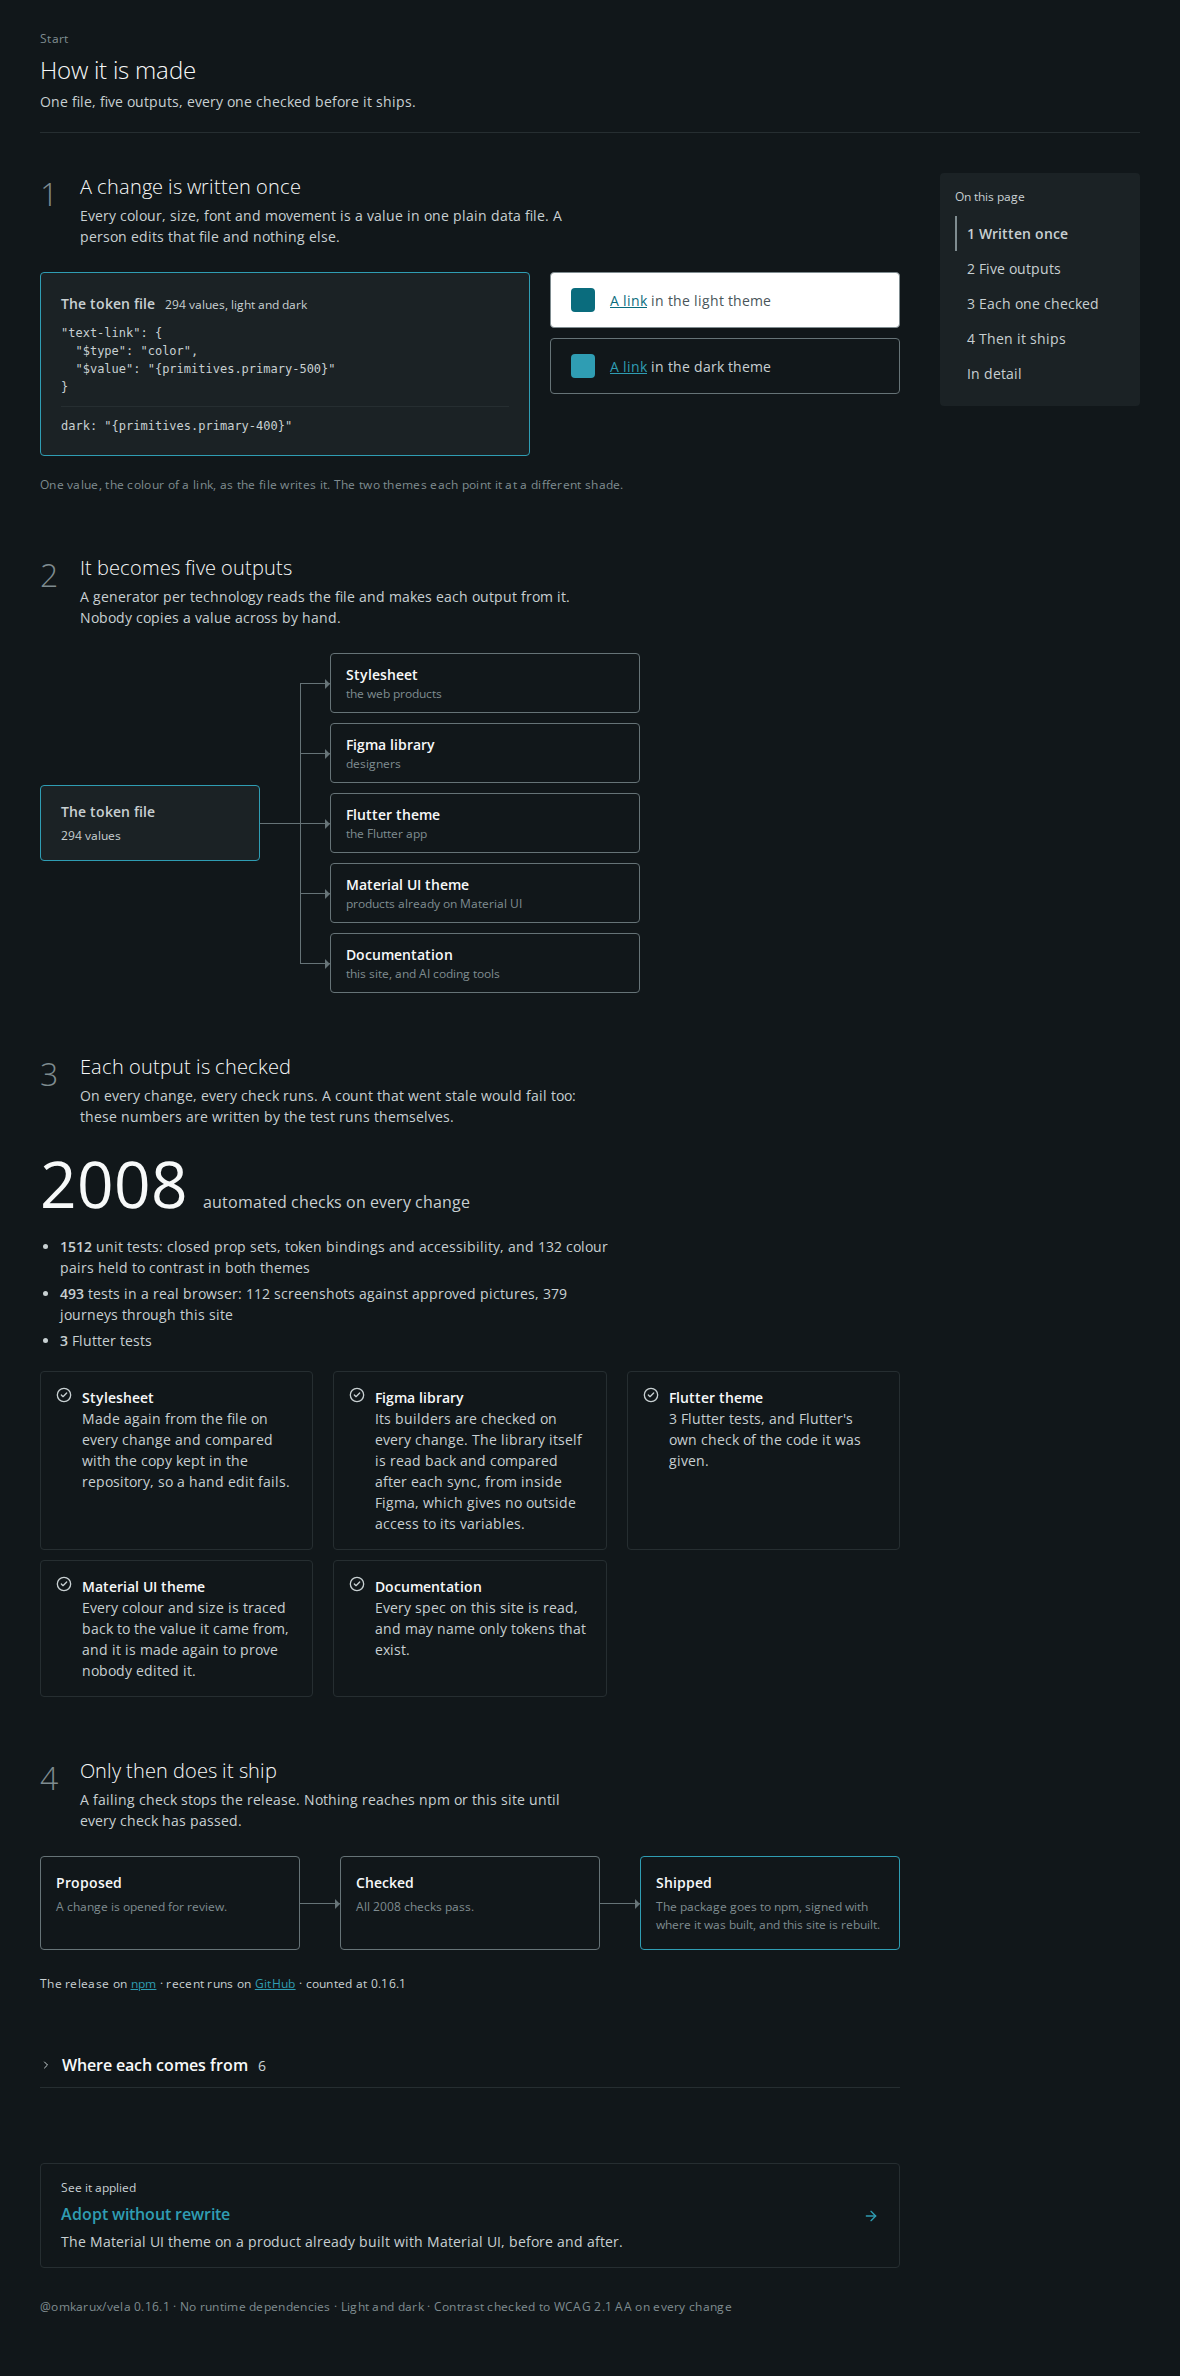 Start
How it is made
One file, five outputs, every one checked before it ships.
1
A change is written once
Every colour, size, font and movement is a value in one plain data file. A
person edits that file and nothing else.
The token file 294 values, light and dark
"text-link": {
"$type": "color",
"$value": "{primitives.primary-500}"
}
dark: "{primitives.primary-400}"
A link in the light theme
A link in the dark theme
One value, the colour of a link, as the file writes it. The two themes each point it at a different shade.
On this page
1 Written once
2 Five outputs
3 Each one checked
4 Then it ships
In detail
2
It becomes five outputs
A generator per technology reads the file and makes each output from it.
Nobody copies a value across by hand.
The token file
294 values
Stylesheet
the web products
Figma library
designers
Flutter theme
the Flutter app
Material UI theme
products already on Material UI
Documentation
this site, and AI coding tools
3
Each output is checked
On every change, every check runs. A count that went stale would fail too:
these numbers are written by the test runs themselves.
2008 automated checks on every change
• 1512 unit tests: closed prop sets, token bindings and accessibility, and 132 colour
pairs held to contrast in both themes
• 493 tests in a real browser: 112 screenshots against approved pictures, 379
journeys through this site
• 3 Flutter tests
Stylesheet
Made again from the file on
every change and compared
with the copy kept in the
repository, so a hand edit fails.
Figma library
Its builders are checked on
every change. The library itself
is read back and compared
after each sync, from inside
Figma, which gives no outside
access to its variables.
Flutter theme
3 Flutter tests, and Flutter's
own check of the code it was
given.
Material UI theme
Every colour and size is traced
back to the value it came from,
and it is made again to prove
nobody edited it.
Documentation
Every spec on this site is read,
and may name only tokens that
exist.
4
Only then does it ship
A failing check stops the release. Nothing reaches npm or this site until
every check has passed.
Proposed
A change is opened for review.
Checked
All 2008 checks pass.
Shipped
The package goes to npm, signed with
where it was built, and this site is rebuilt.
The release on npm · recent runs on GitHub · counted at 0.16.1
Where each comes from 6
See it applied
Adopt without rewrite
The Material UI theme on a product already built with Material UI, before and after.
@omkarux/vela 0.16.1 · No runtime dependencies · Light and dark · Contrast checked to WCAG 2.1 AA on every change